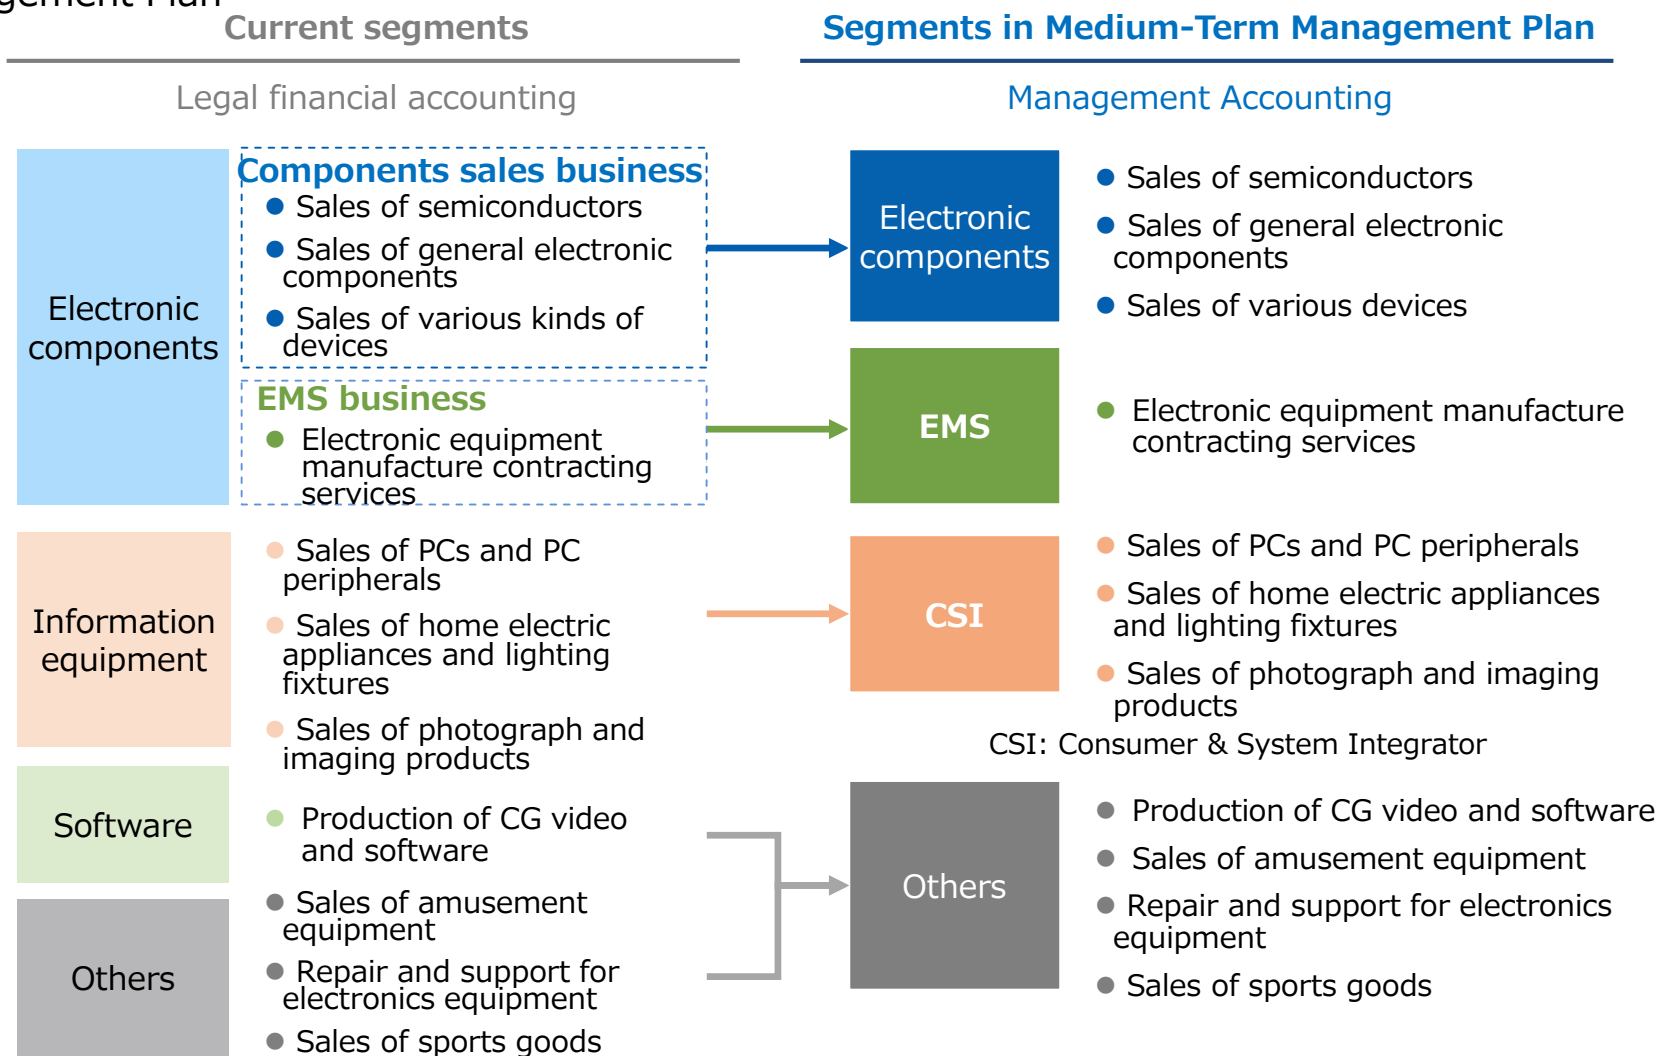 gement Plan
Current segments
Legal financial accounting
Electronic
components
Components sales business
● Sales of semiconductors
● Sales of general electronic
components
● Sales of various kinds of
devices
EMS business
● Electronic equipment
manufacture contracting
services
Information
equipment
● Sales of PCs and PC
peripherals
● Sales of home electric
appliances and lighting
fixtures
● Sales of photograph and
imaging products
Software
● Production of CG video
and software
Others
● Sales of amusement
equipment
● Repair and support for
electronics equipment
● Sales of sports goods
Segments in Medium-Term Management Plan
Management Accounting
Electronic
components
● Sales of semiconductors
● Sales of general electronic
components
● Sales of various devices
EMS
● Electronic equipment manufacture
contracting services
CSI
● Sales of PCs and PC peripherals
● Sales of home electric appliances
and lighting fixtures
● Sales of photograph and imaging
products
CSI: Consumer & System Integrator
Others
● Production of CG video and software
● Sales of amusement equipment
● Repair and support for electronics
equipment
● Sales of sports goods